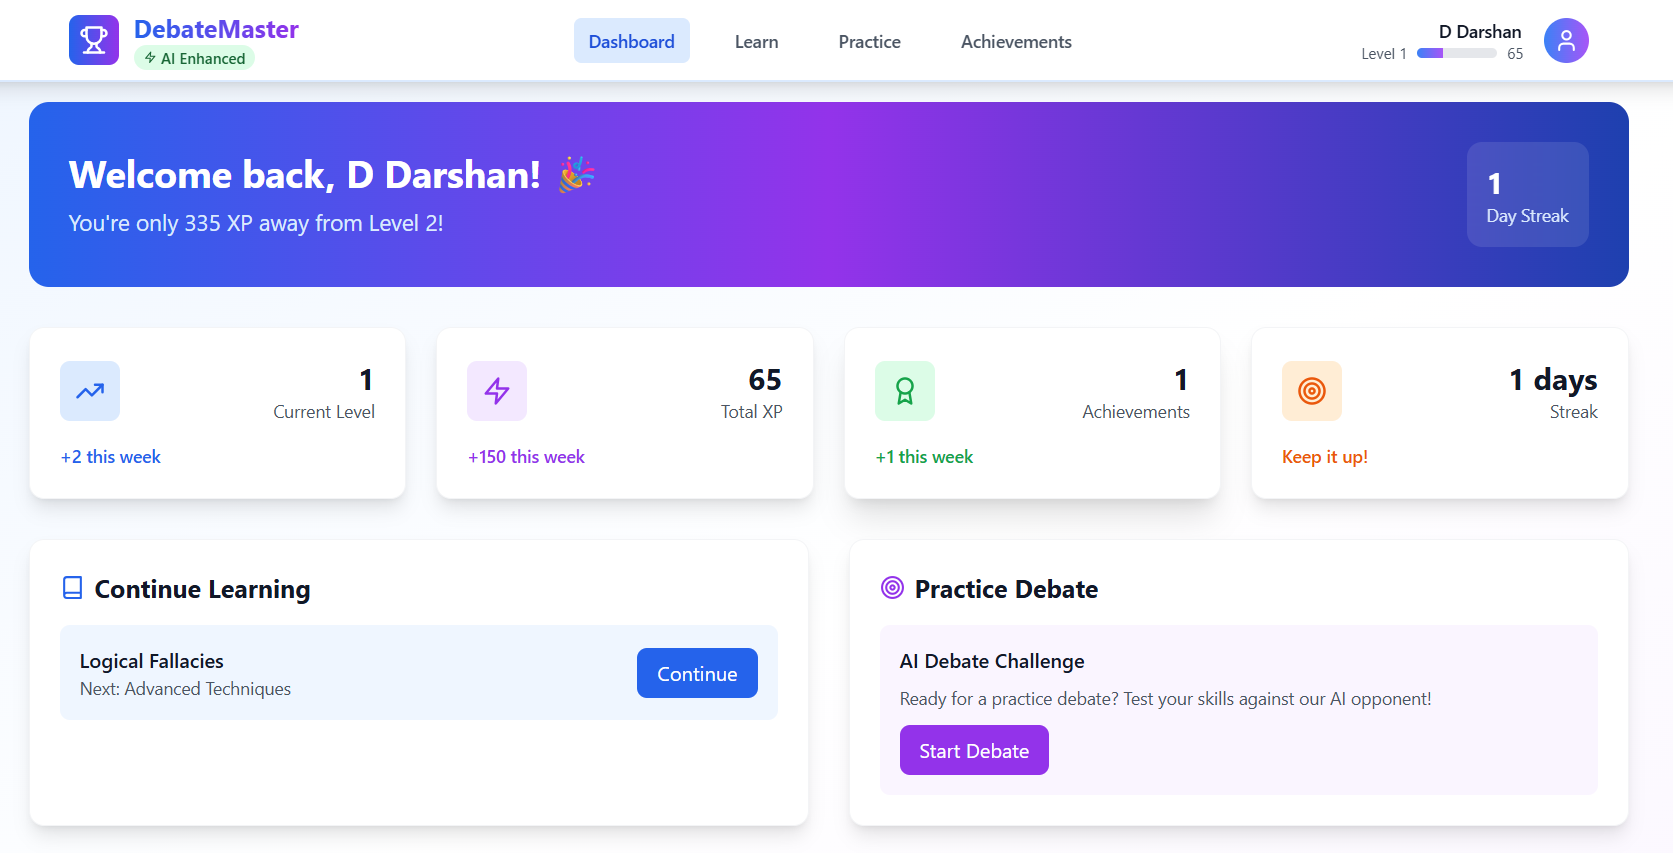 DebateMaster
AI Enhanced
Dashboard
Learn
Practice
Achievements
D Darshan
Level 1
65
Welcome back, D Darshan! 🎉
You're only 335 XP away from Level 2!
1
Day Streak
1
Current Level
+2 this week
65
Total XP
+150 this week
1
Achievements
+1 this week
1 days
Streak
Keep it up!
Continue Learning
Logical Fallacies
Next: Advanced Techniques
Continue
Practice Debate
AI Debate Challenge
Ready for a practice debate? Test your skills against our AI opponent!
Start Debate